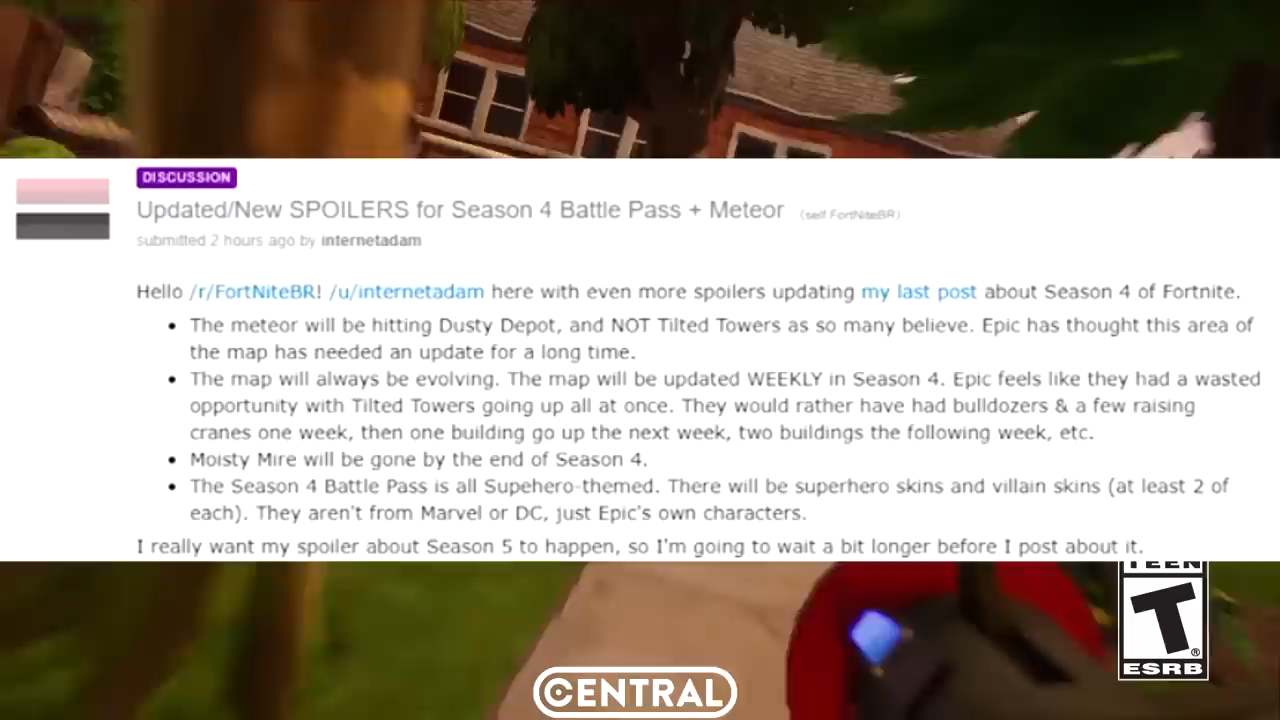 DISCUSSION
Updated/New SPOILERS for Season 4 Battle Pass + Meteor (self.FortNiteBR)
submitted 2 hours ago by internetadam
Hello /r/FortNiteBR! /u/internetadam here with even more spoilers updating my last post about Season 4 of Fortnite.
• The meteor will be hitting Dusty Depot, and NOT Tilted Towers as so many believe. Epic has thought this area of
the map has needed an update for a long time.
• The map will always be evolving. The map will be updated WEEKLY in Season 4. Epic feels like they had a wasted
opportunity with Tilted Towers going up all at once. They would rather have had bulldozers & a few raising
cranes one week, then one building go up the next week, two buildings the following week, etc.
• Moisty Mire will be gone by the end of Season 4.
• The Season 4 Battle Pass is all Supehero-themed. There will be superhero skins and villain skins (at least 2 of
each). They aren't from Marvel or DC, just Epic's own characters.
I really want my spoiler about Season 5 to happen, so I'm going to wait a bit longer before I post about it.
TEEN
T
®
ESRB
CENTRAL